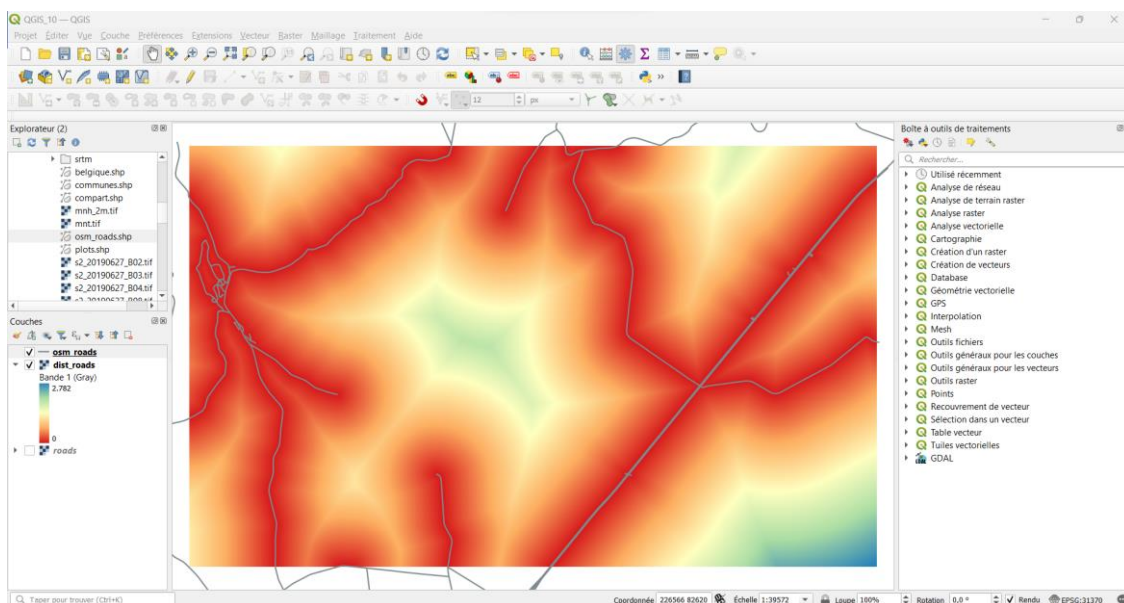 QGIS_10 — QGIS
Projet Éditer Vue Couche Préférences Extensions Vecteur Raster Maillage Traitement Aide
12 px
Explorateur (2)
srtm
belgique.shp
communes.shp
compart.shp
mnh_2m.tif
mnt.tif
osm_roads.shp
plots.shp
s2_20190627_B02.tif
s2_20190627_B03.tif
s2_20190627_B04.tif
Couches
osm_roads
dist_roads
Bande 1 (Gray)
2,782
0
roads
Boîte à outils de traitements
Rechercher...
Utilisé récemment
Analyse de réseau
Analyse de terrain raster
Analyse raster
Analyse vectorielle
Cartographie
Création d'un raster
Création de vecteurs
Database
Géométrie vectorielle
GPS
Interpolation
Mesh
Outils fichiers
Outils généraux pour les couches
Outils généraux pour les vecteurs
Outils raster
Points
Recouvrement de vecteur
Sélection dans un vecteur
Table vecteur
Tuiles vectorielles
GDAL
Taper pour trouver (Ctrl+K)
Coordonnée 226566 82620 Échelle 1:39572 Loupe 100% Rotation 0,0 ° Rendu EPSG:31370